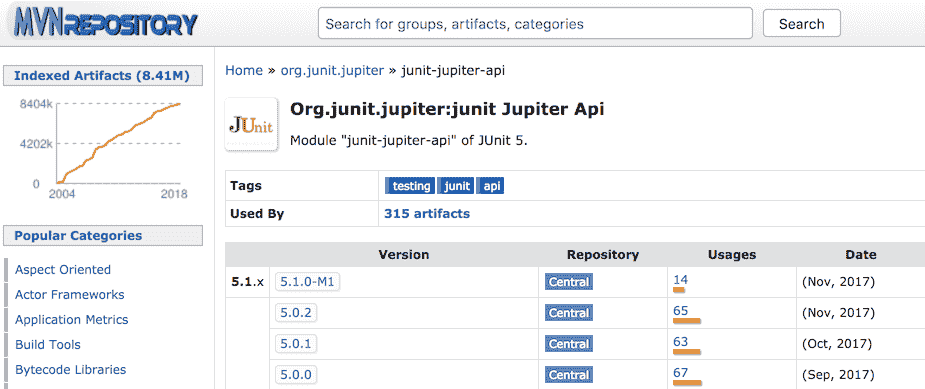 MVNREPOSITORY
Search for groups, artifacts, categories
Search
Indexed Artifacts (8.41M)
8404k
4202k
0
2004 2018
Popular Categories
Aspect Oriented
Actor Frameworks
Application Metrics
Build Tools
Bytecode Libraries
Home » org.junit.jupiter » junit-jupiter-api
JUnit
Org.junit.jupiter:junit Jupiter Api
Module "junit-jupiter-api" of JUnit 5.
Tags testing junit api
Used By 315 artifacts
Version Repository Usages Date
5.1.x 5.1.0-M1 Central 14 (Nov, 2017)
5.0.2 Central 65 (Nov, 2017)
5.0.1 Central 63 (Oct, 2017)
5.0.0 Central 67 (Sep, 2017)